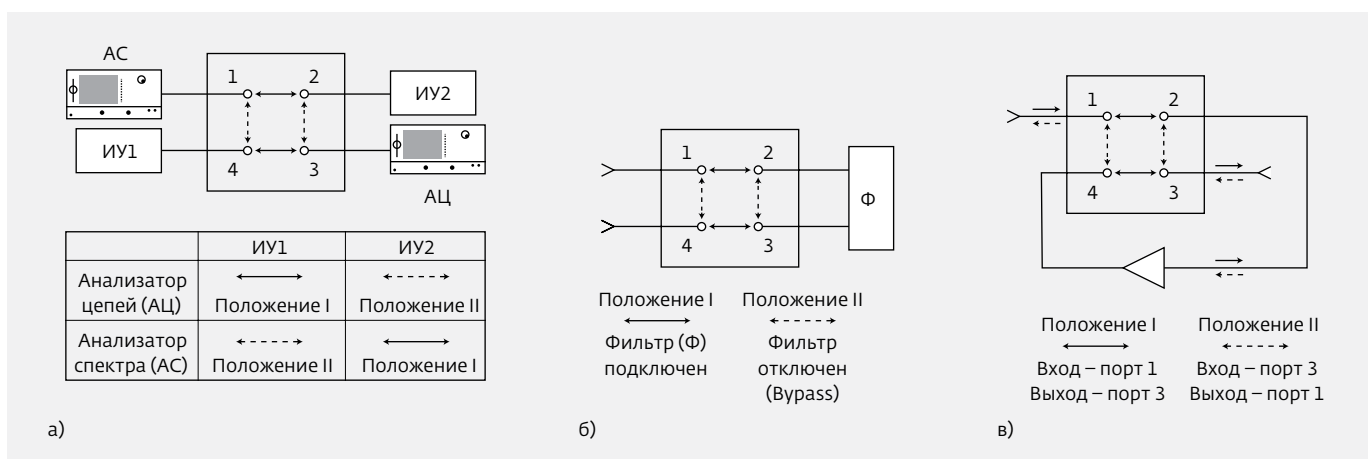 АС
1 2
ИУ2
ИУ1
4 3
АЦ
ИУ1 ИУ2
Анализатор цепей (АЦ)
Положение I Положение II
Анализатор спектра (АС)
Положение II Положение I
а)
1 2
Ф
4 3
Положение I Положение II
Фильтр (Ф) Фильтр
подключен отключен
(Bypass)
б)
1 2
4 3
Положение I Положение II
Вход – порт 1 Вход – порт 3
Выход – порт 3 Выход – порт 1
в)